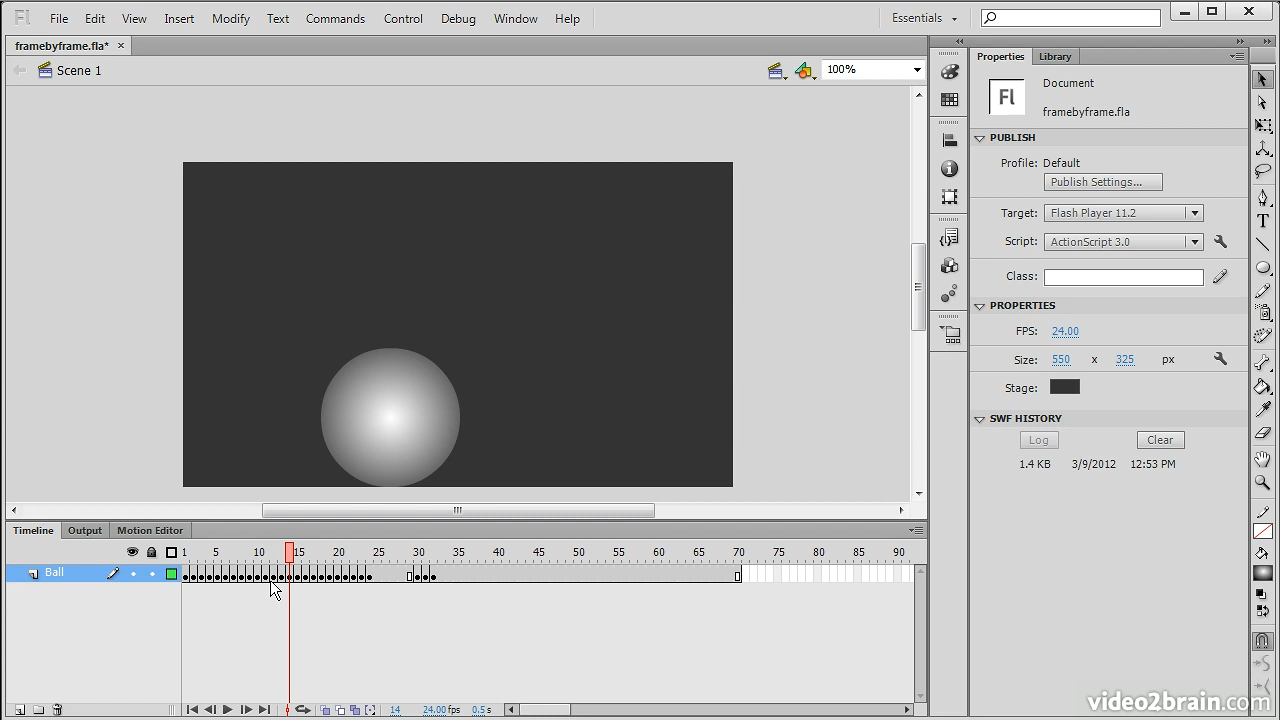 Fl File Edit View Insert Modify Text Commands Control Debug Window Help Essentials
framebyframe.fla*
Scene 1 100%
Properties Library
Fl Document
framebyframe.fla
PUBLISH
Profile: Default
Publish Settings...
Target: Flash Player 11.2
Script: ActionScript 3.0
Class:
PROPERTIES
FPS: 24.00
Size: 550 x 325 px
Stage:
SWF HISTORY
Log Clear
1.4 KB 3/9/2012 12:53 PM
Timeline Output Motion Editor
1 5 10 15 20 25 30 35 40 45 50 55 60 65 70 75 80 85 90
Ball
14 24.00 fps 0.5 s
video2brain.com